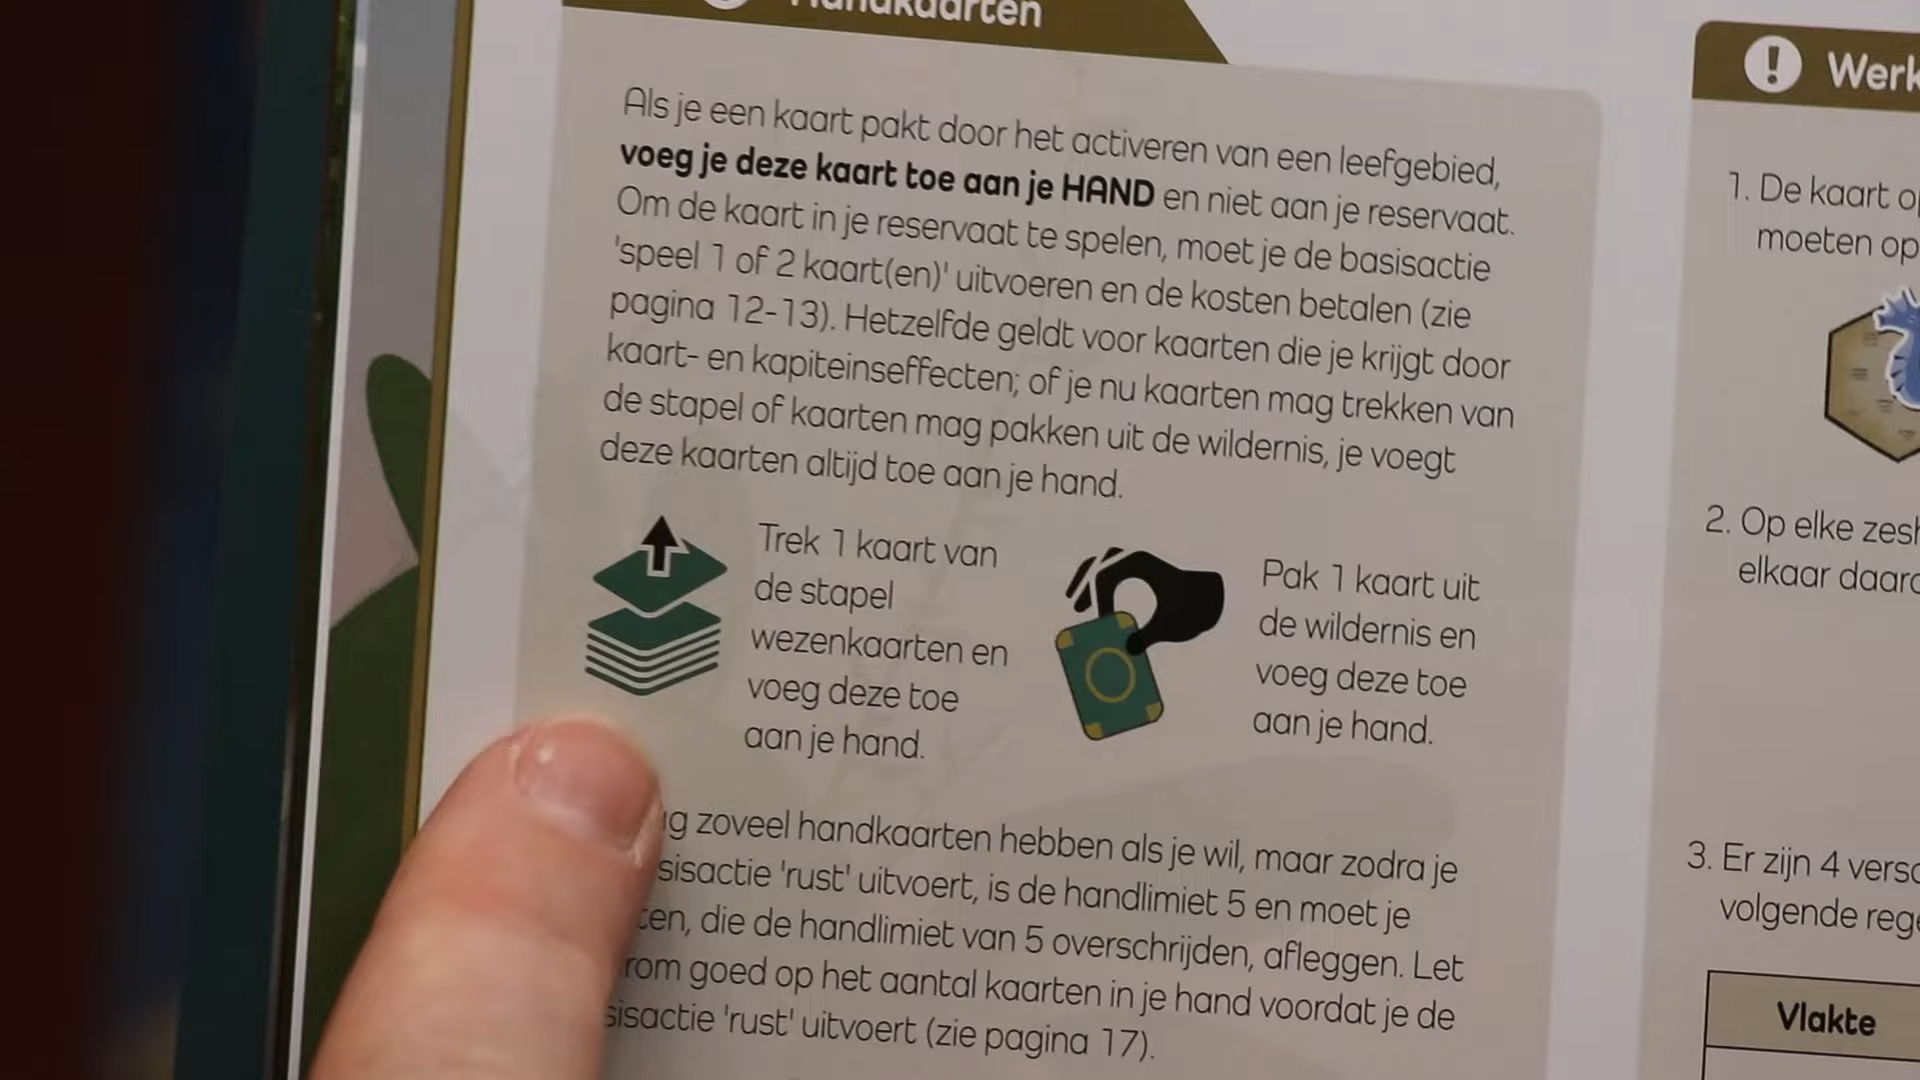 Handkaarten
Als je een kaart pakt door het activeren van een leefgebied,
voeg je deze kaart toe aan je HAND en niet aan je reservaat.
Om de kaart in je reservaat te spelen, moet je de basisactie
'speel 1 of 2 kaart(en)' uitvoeren en de kosten betalen (zie
pagina 12-13). Hetzelfde geldt voor kaarten die je krijgt door
kaart- en kapiteinseffecten; of je nu kaarten mag trekken van
de stapel of kaarten mag pakken uit de wildernis, je voegt
deze kaarten altijd toe aan je hand.
Trek 1 kaart van
de stapel
wezenkaarten en
voeg deze toe
aan je hand.
Pak 1 kaart uit
de wildernis en
voeg deze toe
aan je hand.
zoveel handkaarten hebben als je wil, maar zodra je
'rust' uitvoert, is de handlimiet 5 en moet je
die de handlimiet van 5 overschrijden, afleggen. Let
goed op het aantal kaarten in je hand voordat je de
'rust' uitvoert (zie pagina 17).
!
1. De kaart
moeten op
2. Op elke
elkaar
3. Er zijn 4
volgende
Vlakte